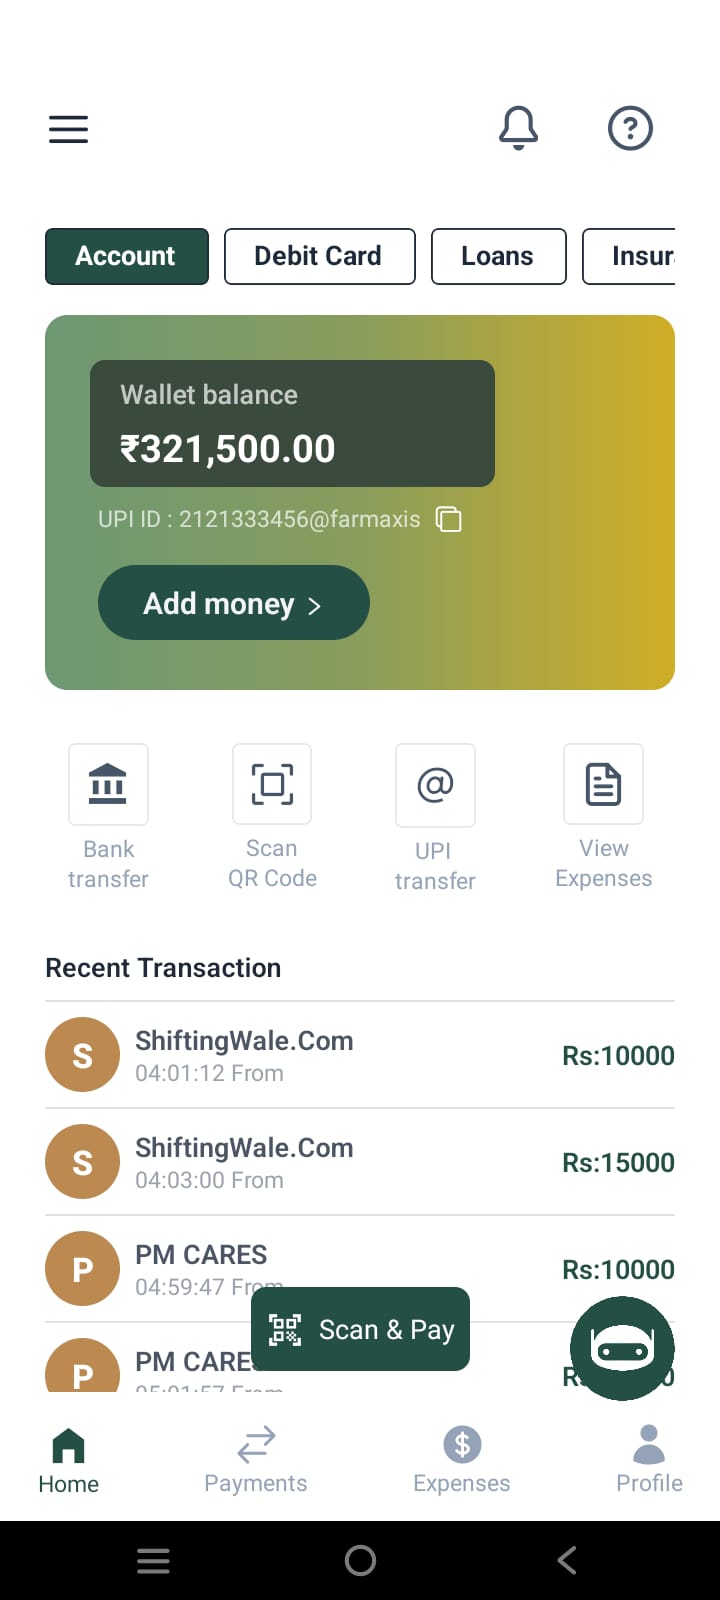 Account
Debit Card
Loans
Insur
Wallet balance
₹321,500.00
UPI ID : 2121333456@farmaxis
Add money >
Bank
transfer
Scan
QR Code
@
UPI
transfer
View
Expenses
Recent Transaction
S
ShiftingWale.Com
04:01:12 From
Rs:10000
S
ShiftingWale.Com
04:03:00 From
Rs:15000
P
PM CARES
04:59:47 From
Rs:10000
P
PM CARE
Scan & Pay
Home
Payments
$
Expenses
Profile